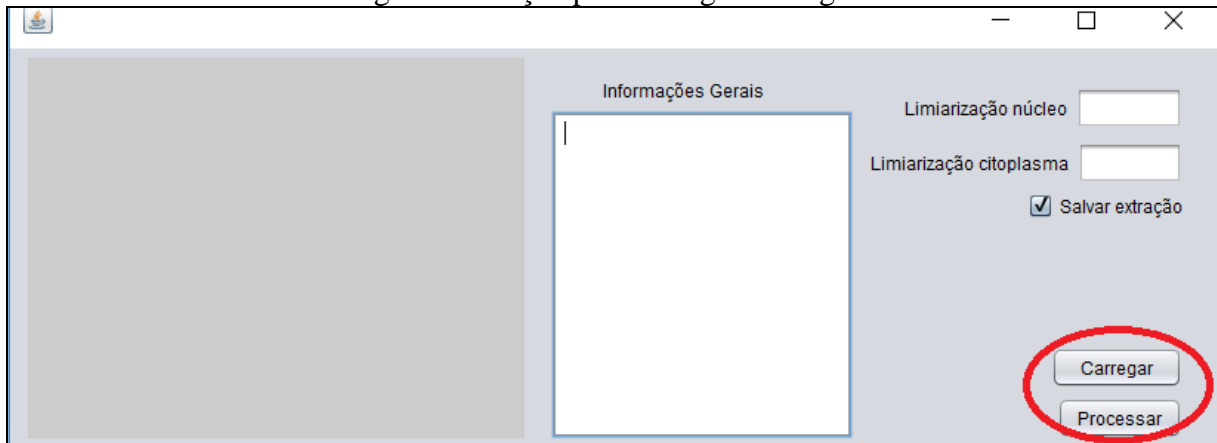 Informações Gerais
Limiarização núcleo
Limiarização citoplasma
Salvar extração
Carregar
Processar